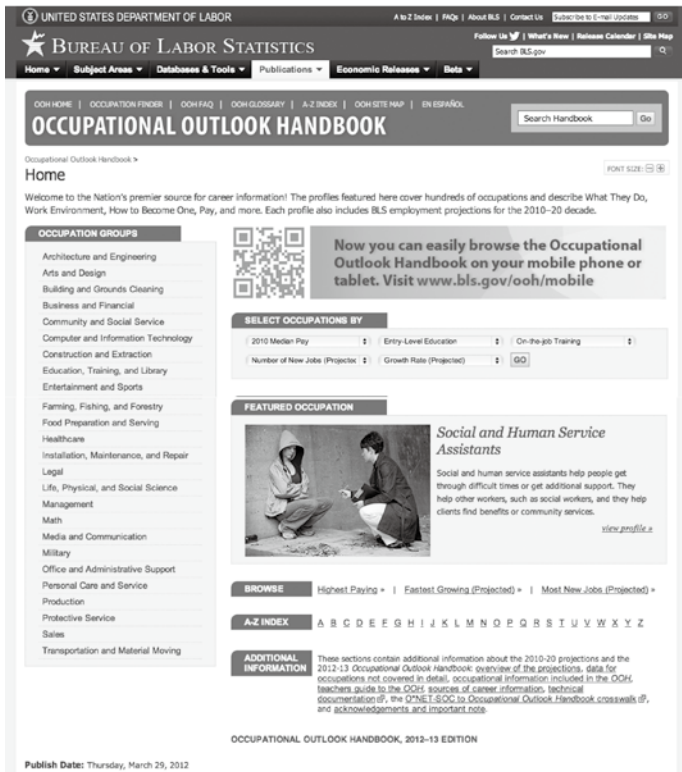 UNITED STATES DEPARTMENT OF LABOR
A to Z Index | FAQs | About BLS | Contact Us Subscribe to E-mail Updates GO
BUREAU OF LABOR STATISTICS
Follow Us | What's New | Release Calendar | Site Map
Search BLS.gov
Home Subject Areas Databases & Tools Publications Economic Releases Beta
OOH HOME | OCCUPATION FINDER | OOH FAQ | OOH GLOSSARY | A-Z INDEX | OOH SITE MAP | EN ESPAÑOL
OCCUPATIONAL OUTLOOK HANDBOOK
Search Handbook Go
Occupational Outlook Handbook >
Home
FONT SIZE:
Welcome to the Nation's premier source for career information! The profiles featured here cover hundreds of occupations and describe What They Do,
Work Environment, How to Become One, Pay, and more. Each profile also includes BLS employment projections for the 2010–20 decade.
OCCUPATION GROUPS
Architecture and Engineering
Arts and Design
Building and Grounds Cleaning
Business and Financial
Community and Social Service
Computer and Information Technology
Construction and Extraction
Education, Training, and Library
Entertainment and Sports
Farming, Fishing, and Forestry
Food Preparation and Serving
Healthcare
Installation, Maintenance, and Repair
Legal
Life, Physical, and Social Science
Management
Math
Media and Communication
Military
Office and Administrative Support
Personal Care and Service
Production
Protective Service
Sales
Transportation and Material Moving
Now you can easily browse the Occupational
Outlook Handbook on your mobile phone or
tablet. Visit www.bls.gov/ooh/mobile
SELECT OCCUPATIONS BY
2010 Median Pay Entry-Level Education On-the-job Training
Number of New Jobs (Projectec Growth Rate (Projected) GO
FEATURED OCCUPATION
Social and Human Service
Assistants
Social and human service assistants help people get
through difficult times or get additional support. They
help other workers, such as social workers, and they help
clients find benefits or community services.
view profile »
BROWSE Highest Paying » | Fastest Growing (Projected) » | Most New Jobs (Projected) »
A-Z INDEX A B C D E F G H I J K L M N O P Q R S T U V W X Y Z
ADDITIONAL
INFORMATION
These sections contain additional information about the 2010-20 projections and the
2012-13 Occupational Outlook Handbook: overview of the projections, data for
occupations not covered in detail, occupational information included in the OOH,
teachers guide to the OOH, sources of career information, technical
documentation, the O*NET-SOC to Occupational Outlook Handbook crosswalk,
and acknowledgements and important note.
OCCUPATIONAL OUTLOOK HANDBOOK, 2012–13 EDITION
Publish Date: Thursday, March 29, 2012